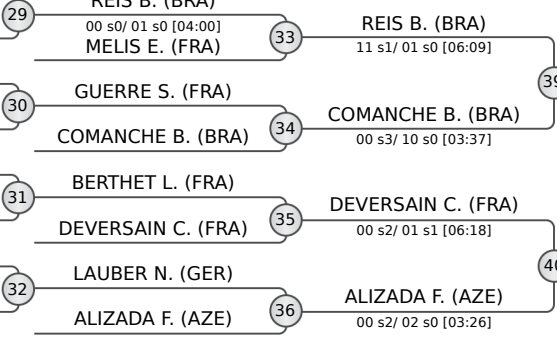 REIS B. (BRA)
29
00 s0/ 01 s0 [04:00]
MELIS E. (FRA)
33
REIS B. (BRA)
11 s1/ 01 s0 [06:09]
39
GUERRE S. (FRA)
30
COMANCHE B. (BRA)
34
COMANCHE B. (BRA)
00 s3/ 10 s0 [03:37]
BERTHET L. (FRA)
31
DEVERSAIN C. (FRA)
35
DEVERSAIN C. (FRA)
00 s2/ 01 s1 [06:18]
40
LAUBER N. (GER)
32
ALIZADA F. (AZE)
36
ALIZADA F. (AZE)
00 s2/ 02 s0 [03:26]